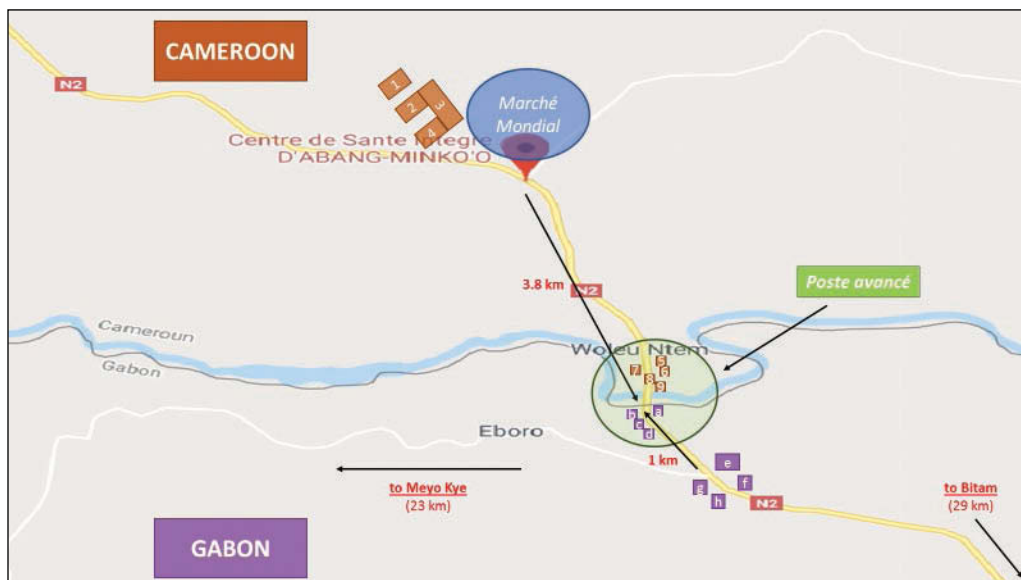 CAMEROON
N2
1
2
3
4
Marché
Mondial
Centre de Sante Integre
D'ABANG-MINKO'O
3.8 km
N2
Poste avancé
Cameroun
Gabon
Woleu Ntem
5
6
7
8
9
a
b
c
d
Eboro
1 km
e
f
g
h
N2
to Meyo Kye
(23 km)
to Bitam
(29 km)
GABON